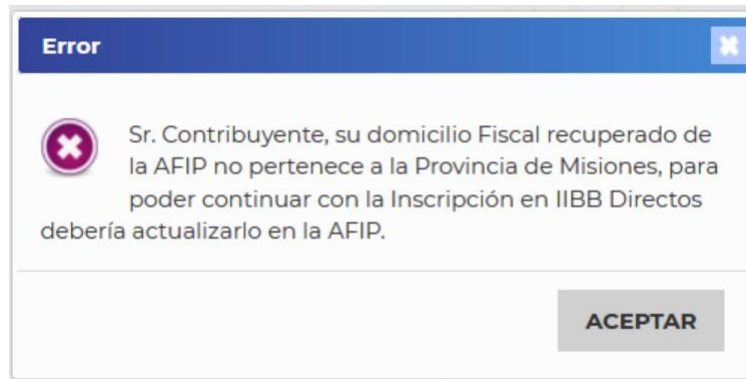 Error
Sr. Contribuyente, su domicilio Fiscal recuperado de
la AFIP no pertenece a la Provincia de Misiones, para
poder continuar con la Inscripción en IIBB Directos
debería actualizarlo en la AFIP.
ACEPTAR